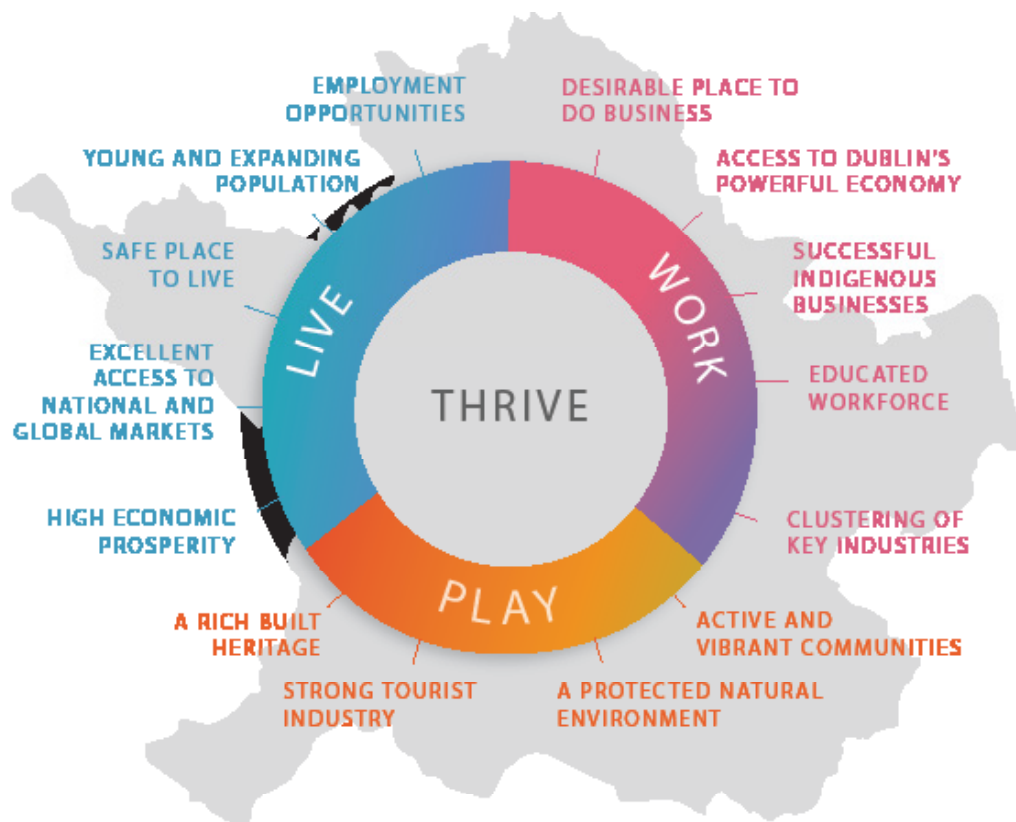 EMPLOYMENT
OPPORTUNITIES
YOUNG AND EXPANDING
POPULATION
SAFE PLACE
TO LIVE
EXCELLENT
ACCESS TO
NATIONAL AND
GLOBAL MARKETS
HIGH ECONOMIC
PROSPERITY
LIVE
DESIRABLE PLACE TO
DO BUSINESS
ACCESS TO DUBLIN'S
POWERFUL ECONOMY
SUCCESSFUL
INDIGENOUS
BUSINESSES
EDUCATED
WORKFORCE
CLUSTERING OF
KEY INDUSTRIES
WORK
THRIVE
PLAY
A RICH BUILT
HERITAGE
STRONG TOURIST
INDUSTRY
A PROTECTED NATURAL
ENVIRONMENT
ACTIVE AND
VIBRANT COMMUNITIES